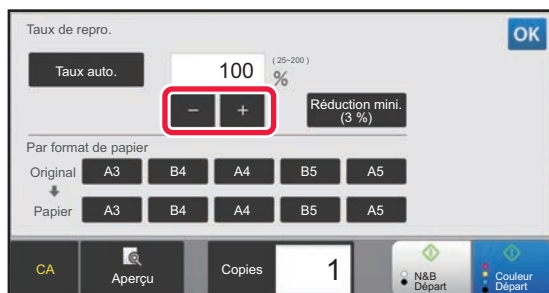 Taux de repro.
OK
Taux auto.
100
(25~200)
%
−
+
Réduction mini.
(3 %)
Par format de papier
Original
A3
B4
A4
B5
A5
Papier
A3
B4
A4
B5
A5
CA
Aperçu
Copies
1
N&B
Départ
Couleur
Départ